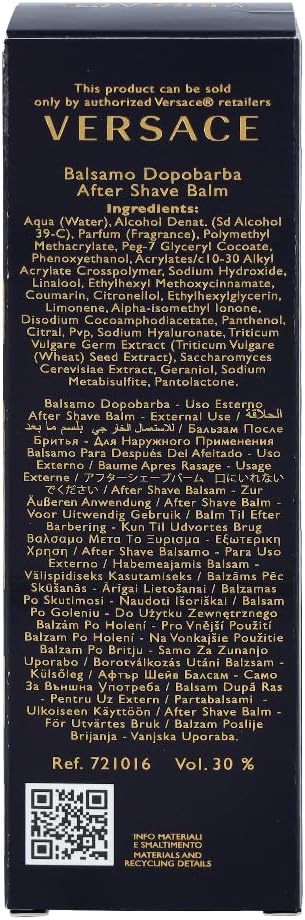 This product can be sold
only by authorized Versace® retailers
VERSACE
Balsamo Dopobarba
After Shave Balm
Ingredients:
Aqua (Water), Alcohol Denat. (Sd Alcohol
39-C), Parfum (Fragrance), Polymethyl
Methacrylate, Peg-7 Glyceryl Cocoate,
Phenoxyethanol, Acrylates/c10-30 Alkyl
Acrylate Crosspolymer, Sodium Hydroxide,
Linalool, Ethylhexyl Methoxycinnamate,
Coumarin, Citronellol, Ethylhexylglycerin,
Limonene, Alpha-isomethyl Ionone,
Disodium Cocoamphodiacetate, Panthenol,
Citral, Pvp, Sodium Hyaluronate, Triticum
Vulgare Germ Extract (Triticum Vulgare
(Wheat) Seed Extract), Saccharomyces
Cerevisiae Extract, Geraniol, Sodium
Metabisulfite, Pantolactone.
Balsamo Dopobarba - Uso Esterno
After Shave Balm - External Use / الحلاقة
بلسم ما بعد للاستعمال الخارجي / Бальзам После
Бритья - Для Наружного Применения
Balsamo Para Después Del Afeitado - Uso
Externo / Baume Apres Rasage - Usage
Externe / アフターシェーブバーム 口にいれない
でください / After Shave Balsam - Zur
Äußeren Anwendung / After Shave Balm -
Voor Uitwendig Gebruik / Balm Til Efter
Barbering - Kun Til Udvortes Brug
Βαλσαμο Μετα Το Ξυρισμα - Εξωτερικη
Χρηση / After Shave Balsamo - Para Uso
Externo / Habemeajamis Balsam -
Välispidiseks Kasutamiseks / Balzāms Pēc
Skūšanās - Ārīgai Lietošanai / Balzamas
Po Skutimosi - Naudoti Išoriškai / Balsam
Po Goleniu - Do Użytku Zewnętrznego
Balzám Po Holení - Pro Vnější Použití
Balzam Po Holení - Na Vonkajšie Použitie
Balzam Po Britju - Samo Za Zunanjo
Uporabo / Borotválkozás Utáni Balzsam -
Külsőleg / Афтър Шейв Балсам - Само
За Външна Употреба / Balsam După Ras
- Pentru Uz Extern / Partabalsami -
Ulkoiseen Käyttöön / After Shave Balm -
För Utvärtes Bruk / Balzam Poslije
Brijanja - Vanjska Uporaba.
Ref. 721016 Vol. 30 %
INFO MATERIALI
E SMALTIMENTO
MATERIALS AND
RECYCLING DETAILS